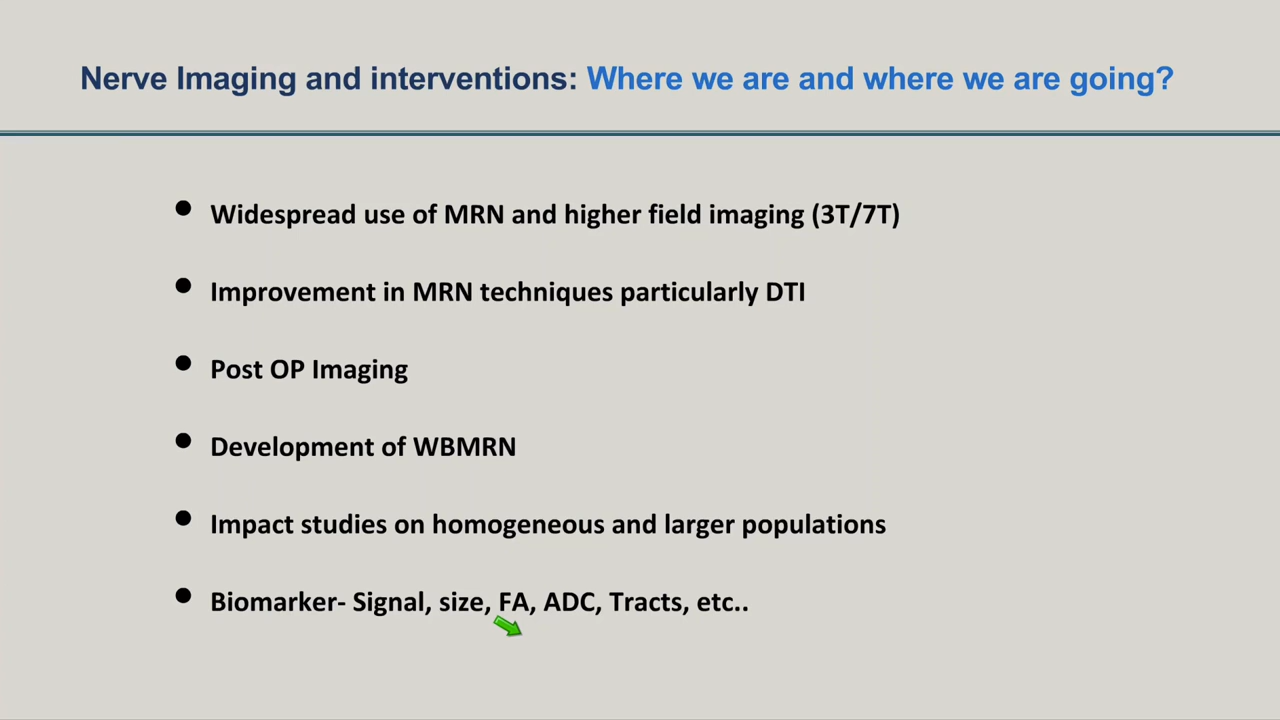 Nerve Imaging and interventions: Where we are and where we are going?
• Widespread use of MRN and higher field imaging (3T/7T)
• Improvement in MRN techniques particularly DTI
• Post OP Imaging
• Development of WBMRN
• Impact studies on homogeneous and larger populations
• Biomarker- Signal, size, FA, ADC, Tracts, etc..